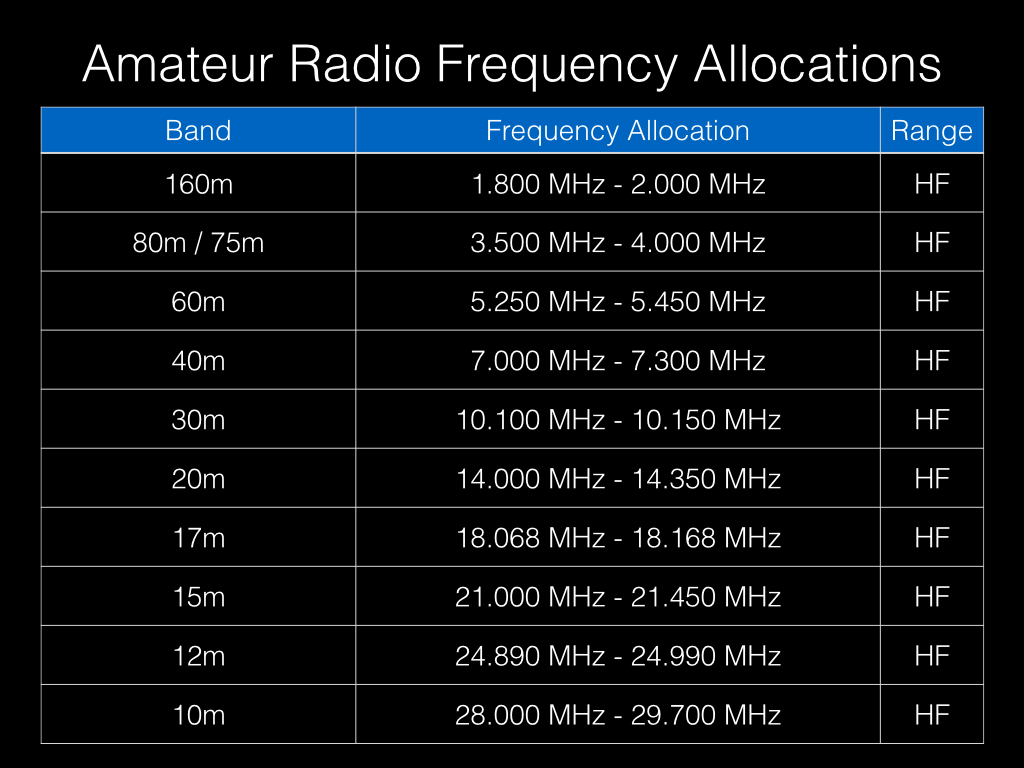 Amateur Radio Frequency Allocations
Band Frequency Allocation Range
160m 1.800 MHz - 2.000 MHz HF
80m / 75m 3.500 MHz - 4.000 MHz HF
60m 5.250 MHz - 5.450 MHz HF
40m 7.000 MHz - 7.300 MHz HF
30m 10.100 MHz - 10.150 MHz HF
20m 14.000 MHz - 14.350 MHz HF
17m 18.068 MHz - 18.168 MHz HF
15m 21.000 MHz - 21.450 MHz HF
12m 24.890 MHz - 24.990 MHz HF
10m 28.000 MHz - 29.700 MHz HF